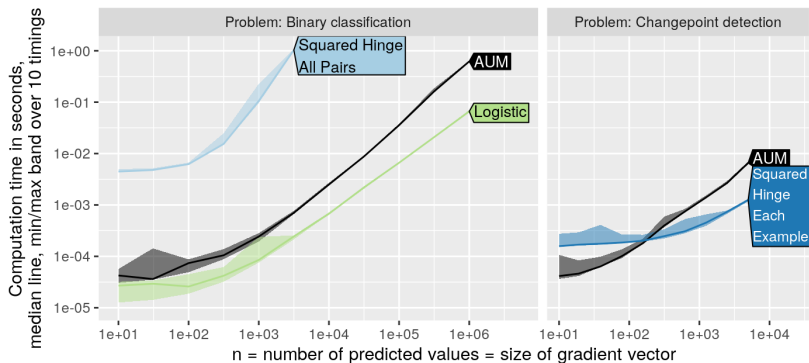 Problem: Binary classification
Problem: Changepoint detection
Computation time in seconds,
median line, min/max band over 10 timings
1e+00
1e-01
1e-02
1e-03
1e-04
1e-05
Squared Hinge
All Pairs
AUM
Logistic
AUM
Squared
Hinge
Each
Example
1e+01
1e+02
1e+03
1e+04
1e+05
1e+06
1e+01
1e+02
1e+03
1e+04
n = number of predicted values = size of gradient vector